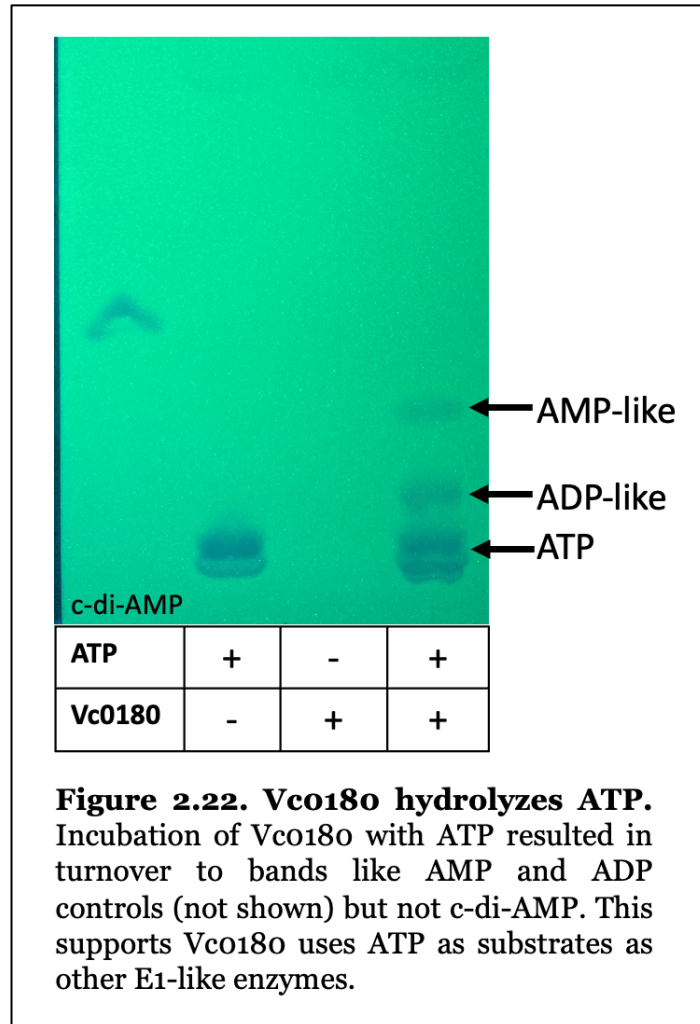 AMP-like
ADP-like
ATP
c-di-AMP
ATP + - +
Vc0180 - + +
Figure 2.22. Vc0180 hydrolyzes ATP.
Incubation of Vc0180 with ATP resulted in
turnover to bands like AMP and ADP
controls (not shown) but not c-di-AMP. This
supports Vc0180 uses ATP as substrates as
other E1-like enzymes.